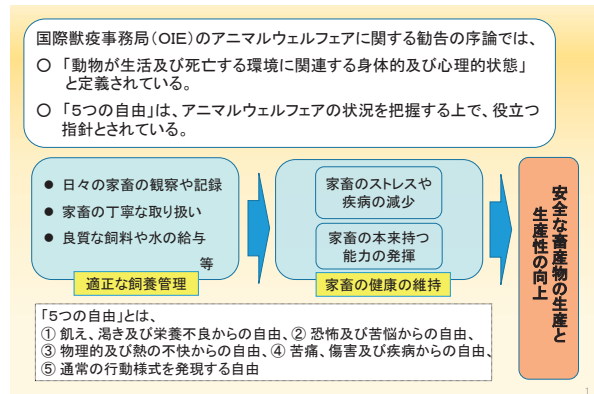 国際獣疫事務局(OIE)のアニマルウェルフェアに関する勧告の序論では、
○ 「動物が生活及び死亡する環境に関連する身体的及び心理的状態」
と定義されている。
○ 「5つの自由」は、アニマルウェルフェアの状況を把握する上で、役立つ
指針とされている。
● 日々の家畜の観察や記録
● 家畜の丁寧な取り扱い
● 良質な飼料や水の給与
等
適正な飼養管理
家畜のストレスや
疾病の減少
家畜の本来持つ
能力の発揮
家畜の健康の維持
安全な畜産物の生産と
生産性の向上
「5つの自由」とは、
① 飢え、渇き及び栄養不良からの自由、② 恐怖及び苦悩からの自由、
③ 物理的及び熱の不快からの自由、④ 苦痛、傷害及び疾病からの自由、
⑤ 通常の行動様式を発現する自由
1